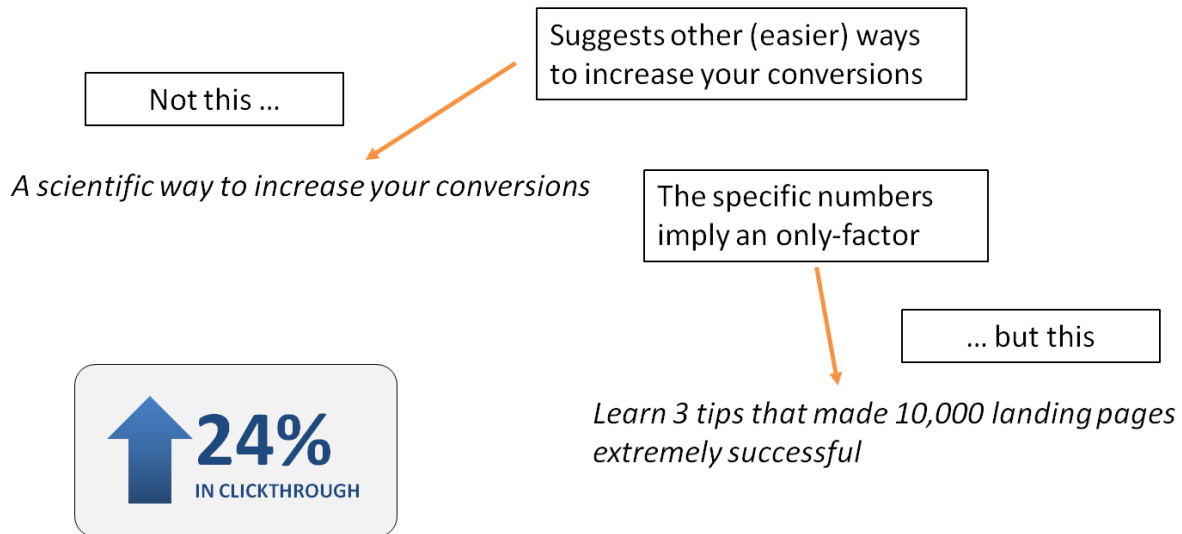 Suggests other (easier) ways
to increase your conversions
Not this …
A scientific way to increase your conversions
The specific numbers
imply an only-factor
… but this
Learn 3 tips that made 10,000 landing pages
extremely successful
24%
IN CLICKTHROUGH